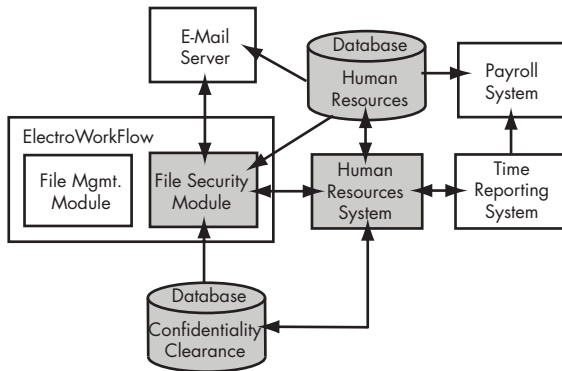 E-Mail
Server
Database
Human
Resources
Payroll
System
ElectroWorkFlow
File Mgmt.
Module
File Security
Module
Human
Resources
System
Time
Reporting
System
Database
Confidentiality
Clearance